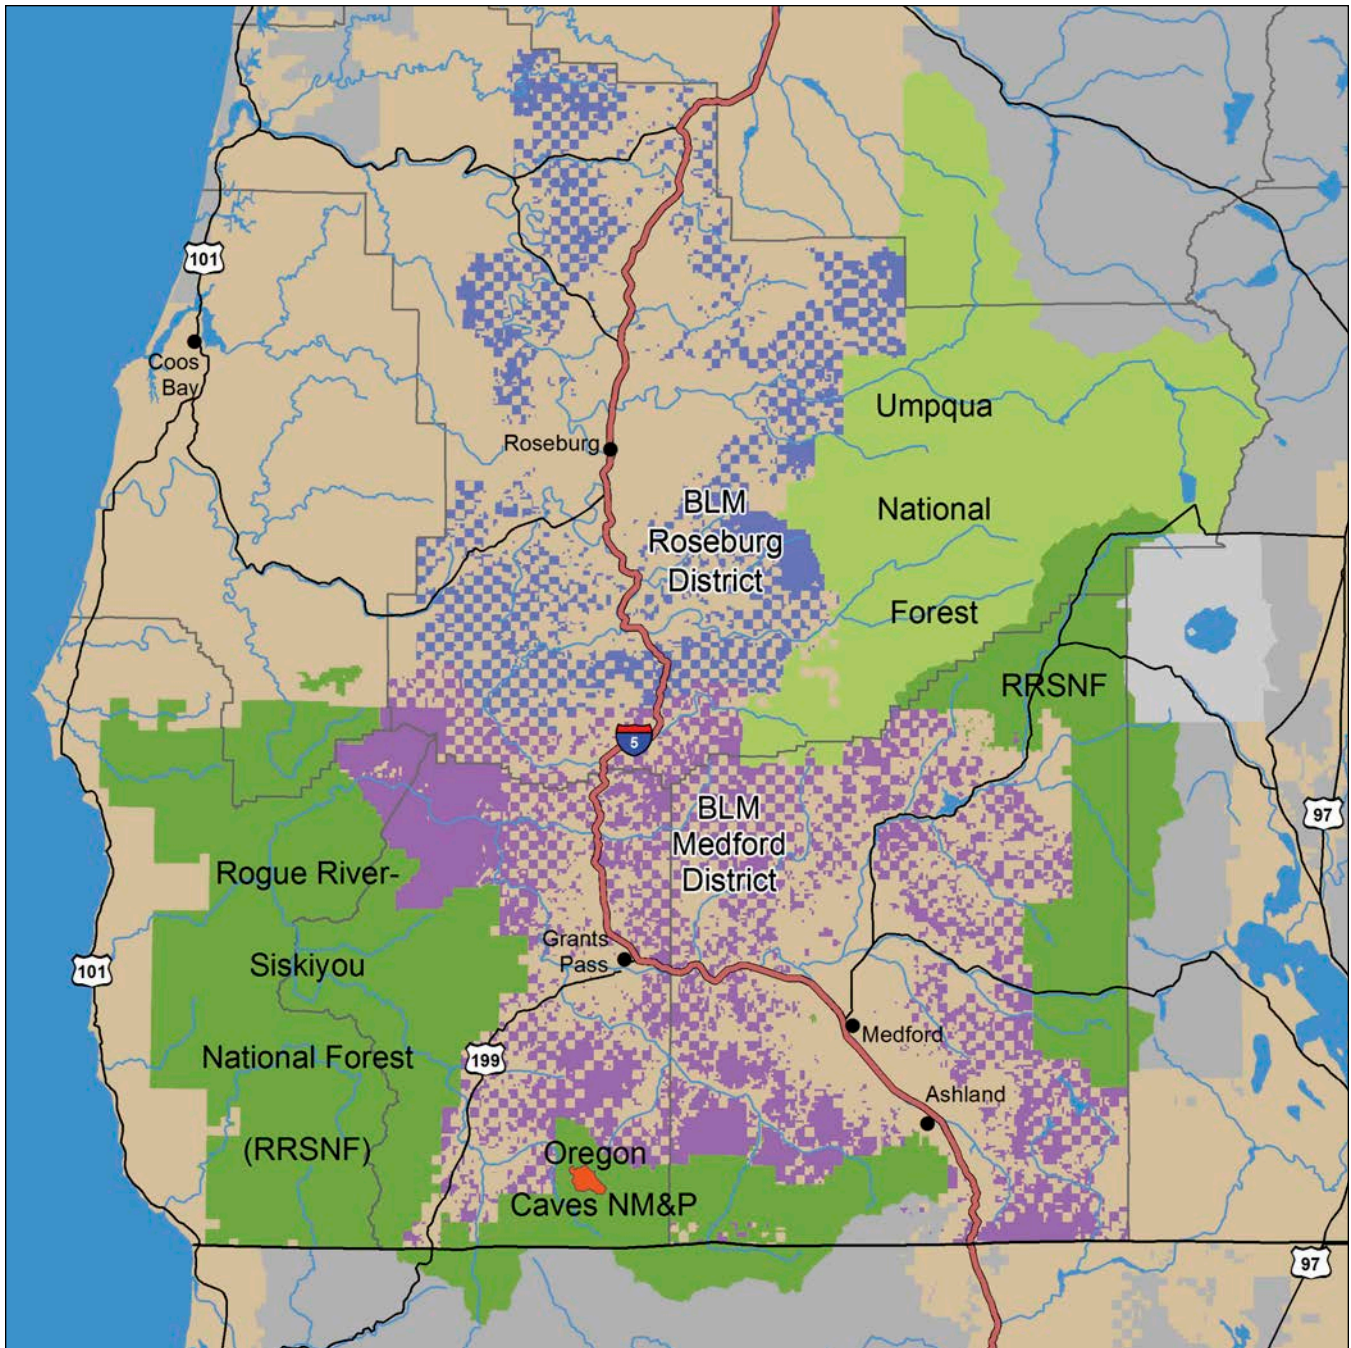 101
Coos
Bay
Umpqua
Roseburg
BLM
Roseburg
District
National
Forest
RRSNF
5
BLM
Medford
District
97
Rogue River-
Grants
Pass
Siskiyou
101
Medford
National Forest
199
Ashland
(RRSNF)
Oregon
Caves NM&P
97